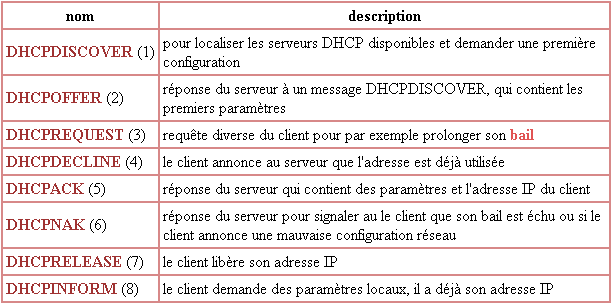 nom description
DHCPDISCOVER (1) pour localiser les serveurs DHCP disponibles et demander une première
configuration
DHCPOFFER (2) réponse du serveur à un message DHCPDISCOVER, qui contient les
premiers paramètres
DHCPREQUEST (3) requête diverse du client pour par exemple prolonger son bail
DHCPDECLINE (4) le client annonce au serveur que l'adresse est déjà utilisée
DHCPACK (5) réponse du serveur qui contient des paramètres et l'adresse IP du client
DHCPNAK (6) réponse du serveur pour signaler au le client que son bail est échu ou si le
client annonce une mauvaise configuration réseau
DHCPRELEASE (7) le client libère son adresse IP
DHCPINFORM (8) le client demande des paramètres locaux, il a déjà son adresse IP